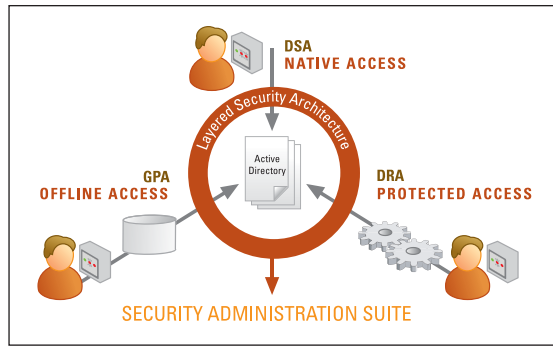 DSA
NATIVE ACCESS
Layered Security Architecture
Active
Directory
GPA
OFFLINE ACCESS
DRA
PROTECTED ACCESS
SECURITY ADMINISTRATION SUITE